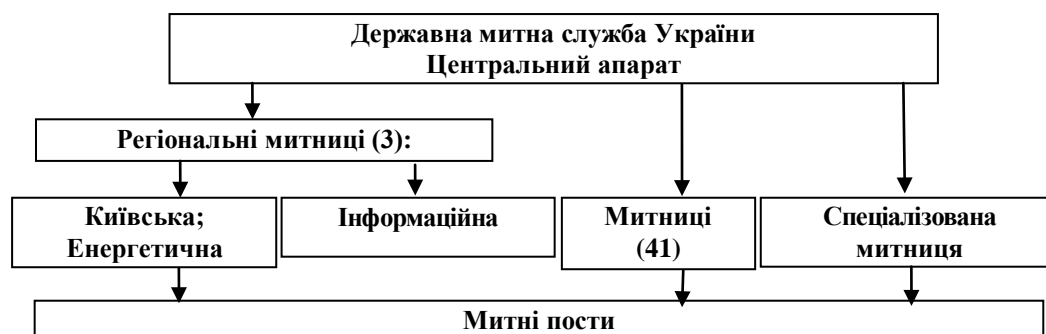 Державна митна служба України
Центральний апарат
Регіональні митниці (3):
Київська;
Енергетична
Інформаційна
Митниці
(41)
Спеціалізована
митниця
Митні пости